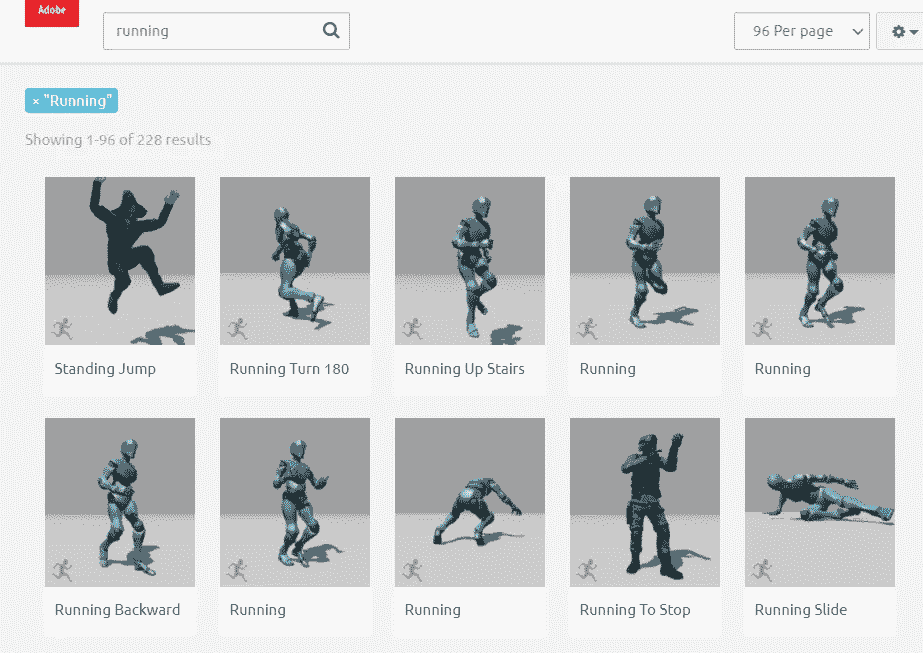 Adobe
running
96 Per page
× "Running"
Showing 1-96 of 228 results
Standing Jump
Running Turn 180
Running Up Stairs
Running
Running
Running Backward
Running
Running
Running To Stop
Running Slide